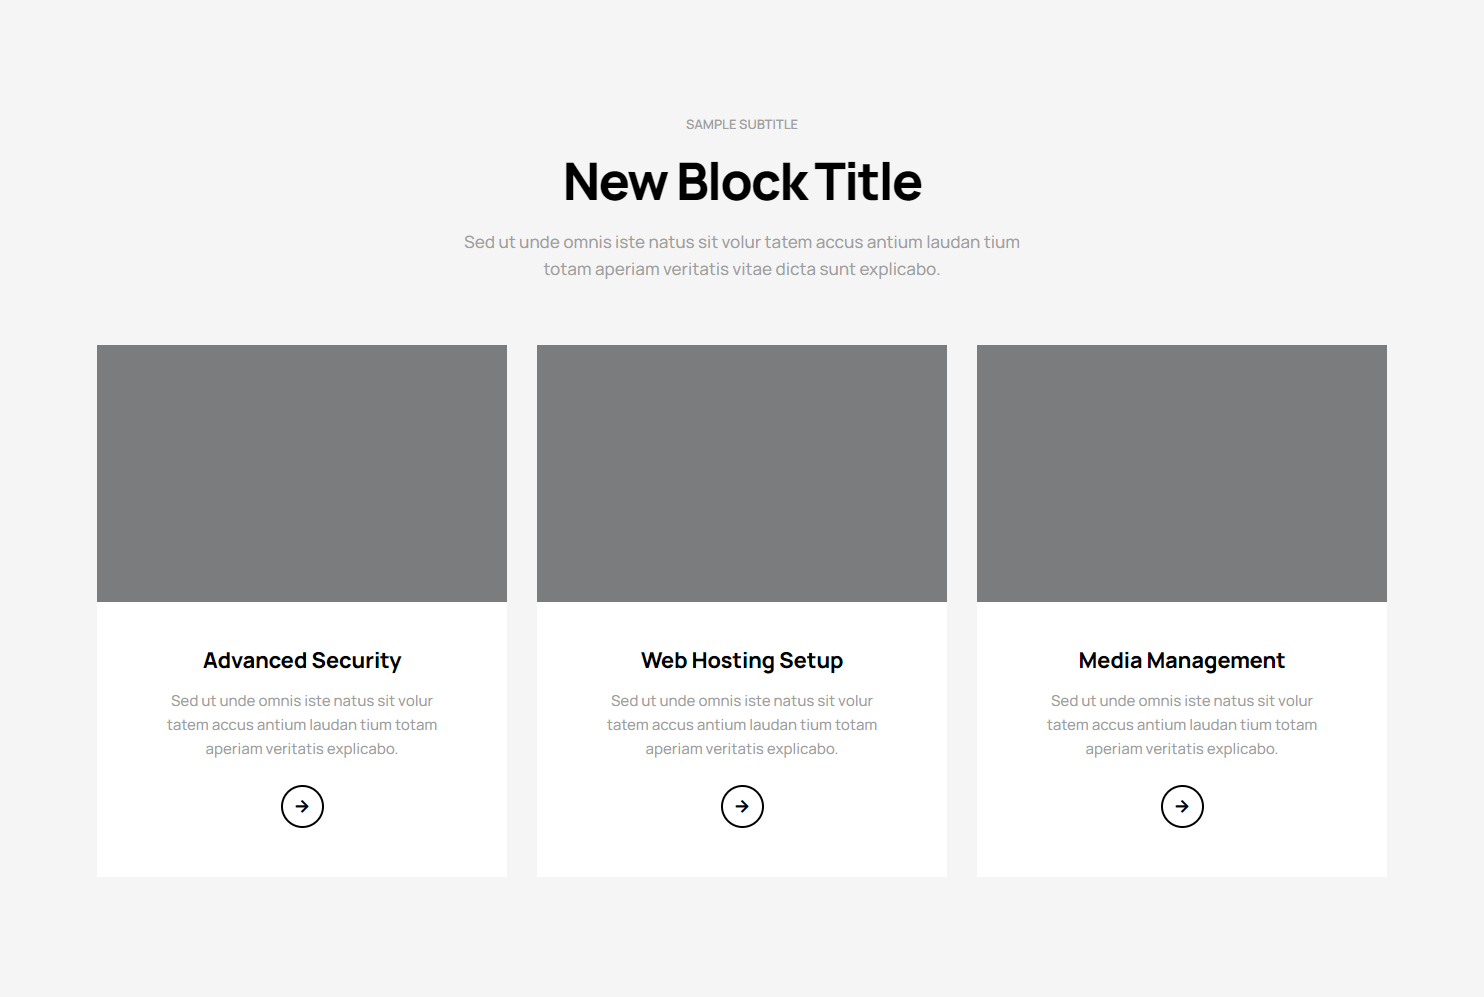 SAMPLE SUBTITLE
New Block Title
Sed ut unde omnis iste natus sit volur tatem accus antium laudan tium
totam aperiam veritatis vitae dicta sunt explicabo.
Advanced Security
Sed ut unde omnis iste natus sit volur
tatem accus antium laudan tium totam
aperiam veritatis explicabo.
Web Hosting Setup
Sed ut unde omnis iste natus sit volur
tatem accus antium laudan tium totam
aperiam veritatis explicabo.
Media Management
Sed ut unde omnis iste natus sit volur
tatem accus antium laudan tium totam
aperiam veritatis explicabo.